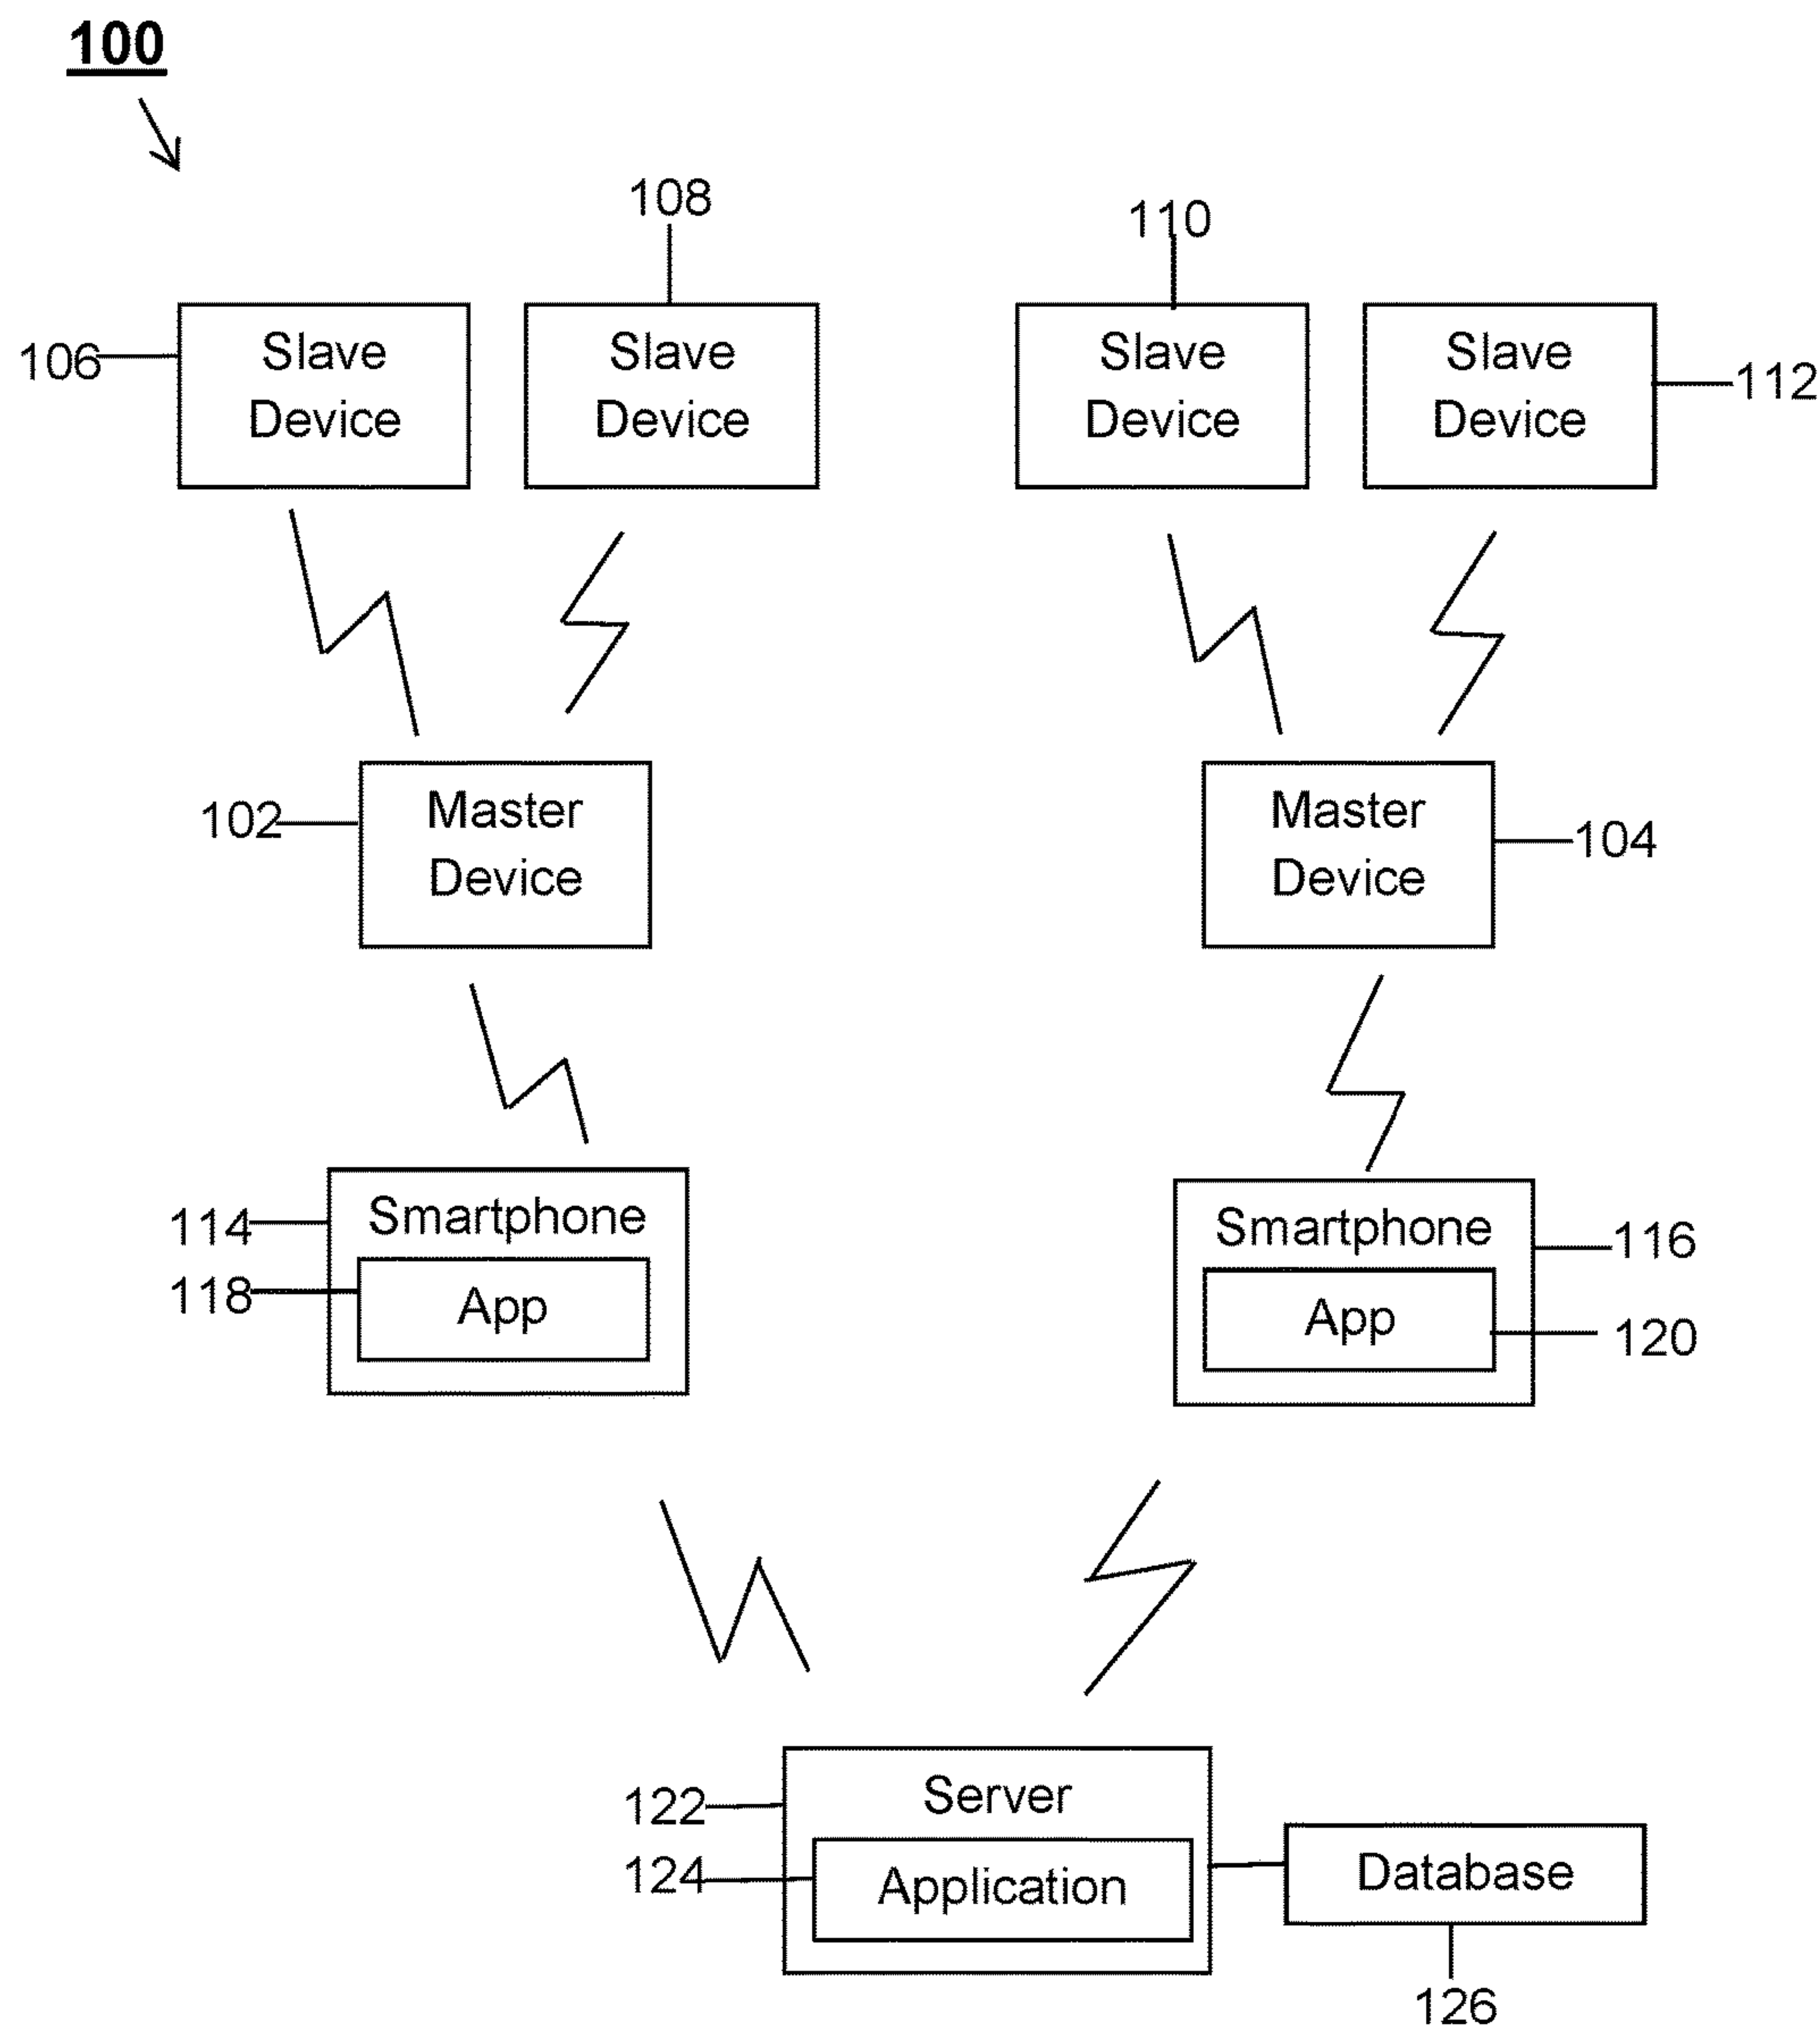 100
108
110
106
Slave
Device
Slave
Device
Slave
Device
Slave
Device
112
102
Master
Device
Master
Device
104
114
Smartphone
118
App
Smartphone
116
App
120
122
Server
124
Application
Database
126